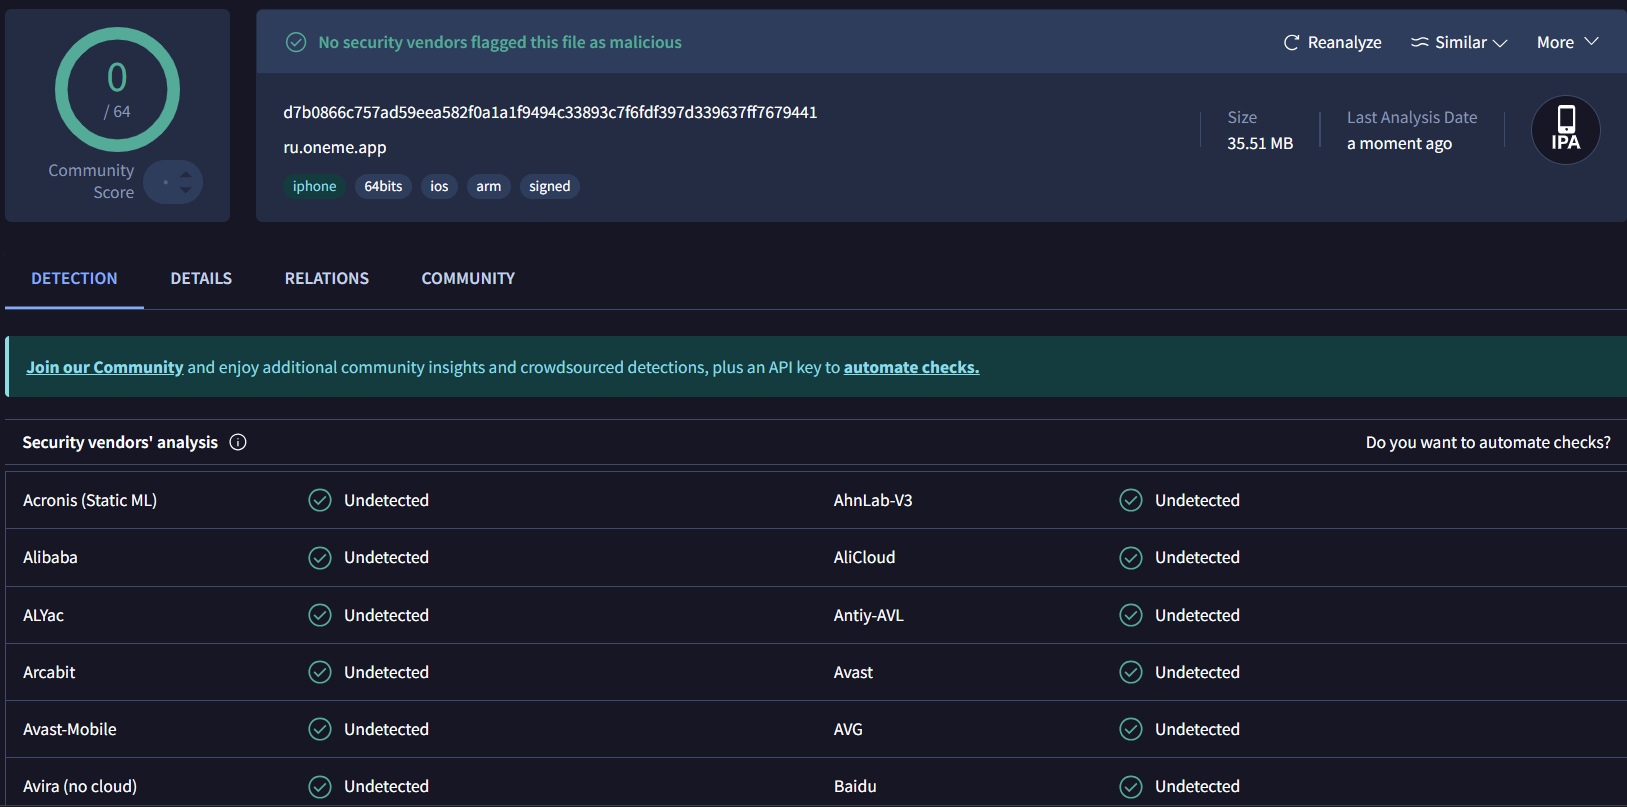 0
/ 64
Community
Score
No security vendors flagged this file as malicious
Reanalyze
Similar
More
d7b0866c757ad59eea582f0a1a1f9494c33893c7f6fdf397d339637ff7679441
ru.oneme.app
iphone 64bits ios arm signed
Size
35.51 MB
Last Analysis Date
a moment ago
IPA
DETECTION DETAILS RELATIONS COMMUNITY
Join our Community and enjoy additional community insights and crowdsourced detections, plus an API key to automate checks.
Security vendors' analysis
Do you want to automate checks?
Acronis (Static ML) Undetected AhnLab-V3 Undetected
Alibaba Undetected AliCloud Undetected
ALYac Undetected Antiy-AVL Undetected
Arcabit Undetected Avast Undetected
Avast-Mobile Undetected AVG Undetected
Avira (no cloud) Undetected Baidu Undetected